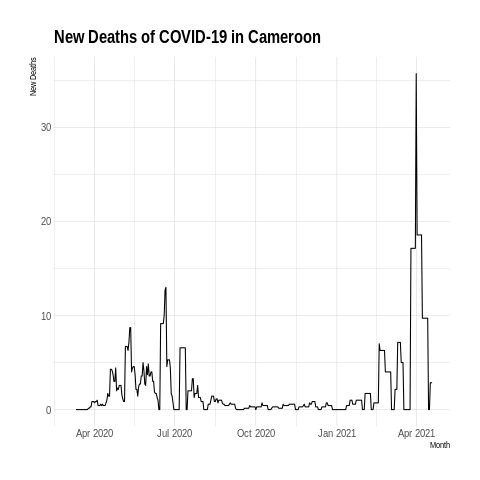 New Deaths of COVID-19 in Cameroon
New Deaths
30
20
10
0
Apr 2020 Jul 2020 Oct 2020 Jan 2021 Apr 2021
Month